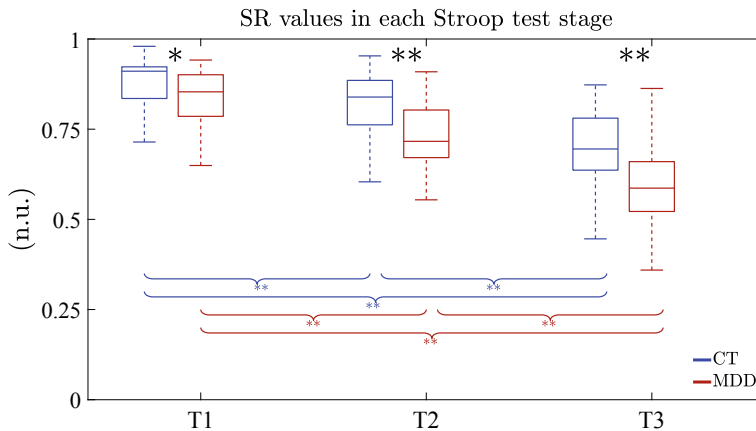 SR values in each Stroop test stage
1
0.75
0.5
0.25
0
(n.u.)
* ** **
** **
**
** **
**
CT
MDD
T1 T2 T3